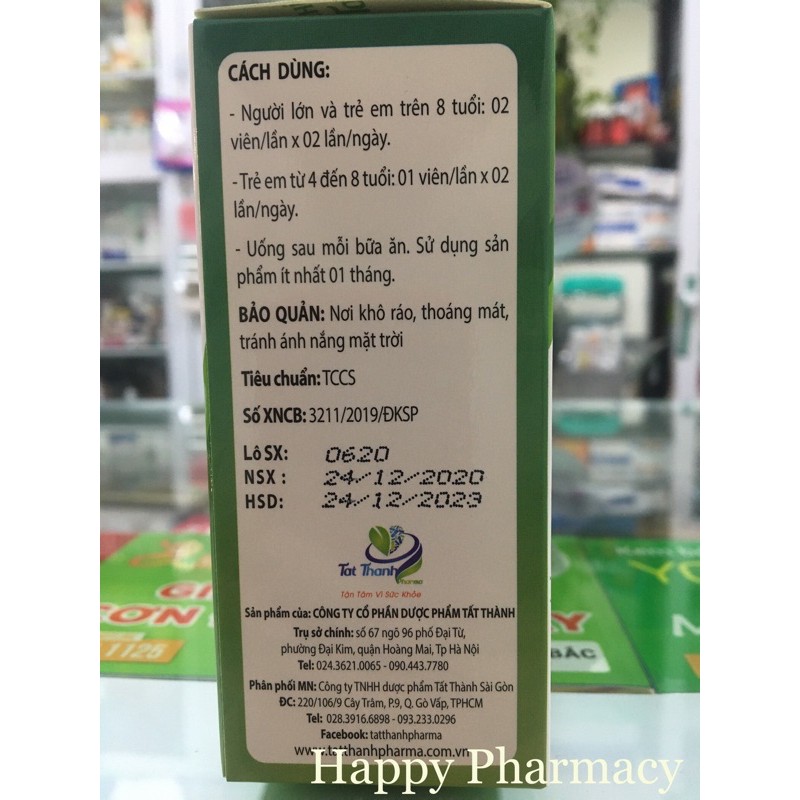 Happy Pharmacy
CÁCH DÙNG:
- Người lớn và trẻ em trên 8 tuổi: 02
viên/lần x 02 lần/ngày.
- Trẻ em từ 4 đến 8 tuổi: 01 viên/lần x 02
lần/ngày.
- Uống sau mỗi bữa ăn. Sử dụng sản
phẩm ít nhất 01 tháng.
BẢO QUẢN: Nơi khô ráo, thoáng mát,
tránh ánh nắng mặt trời
Tiêu chuẩn: TCCS
Số XNCB: 3211/2019/ĐKSP
Lô SX: 0620
NSX : 24/12/2020
HSD: 24/12/2023
Tat Thanh
Pharma
Tận Tâm Vì Sức Khỏe
Sản phẩm của: CÔNG TY CỔ PHẦN DƯỢC PHẨM TẤT THÀNH
Trụ sở chính: số 67 ngõ 96 phố Đại Từ,
phường Đại Kim, quận Hoàng Mai, Tp Hà Nội
Tel: 024.3621.0065 - 090.443.7780
Phân phối MN: Công ty TNHH dược phẩm Tất Thành Sài Gòn
ĐC: 220/106/9 Cây Trâm, P.9, Q. Gò Vấp, TPHCM
Tel: 028.3916.6898 - 093.233.0296
Facebook: tatthanhpharma
www.tatthanhpharma.com.vn
GI
SƠN
1125
YO
M
BẮC
Happy Pharmacy